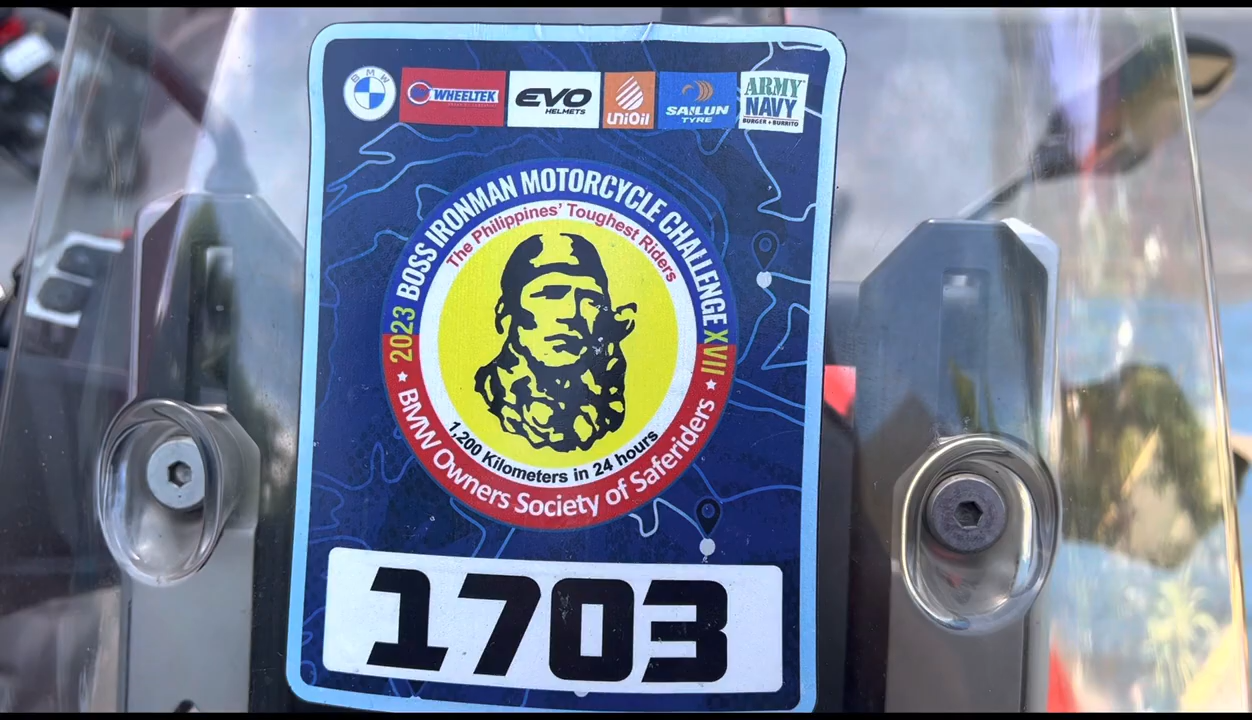 BMW
WHEELTEK
EVO
HELMETS
UNIOIL
SAILUN
TYRE
ARMY
NAVY
BURGER + BURRITO
2023 BOSS IRONMAN MOTORCYCLE CHALLENGE XVII
The Philippines' Toughest Riders
1,200 Kilometers in 24 hours
★ BMW Owners Society of Saferiders ★
1703